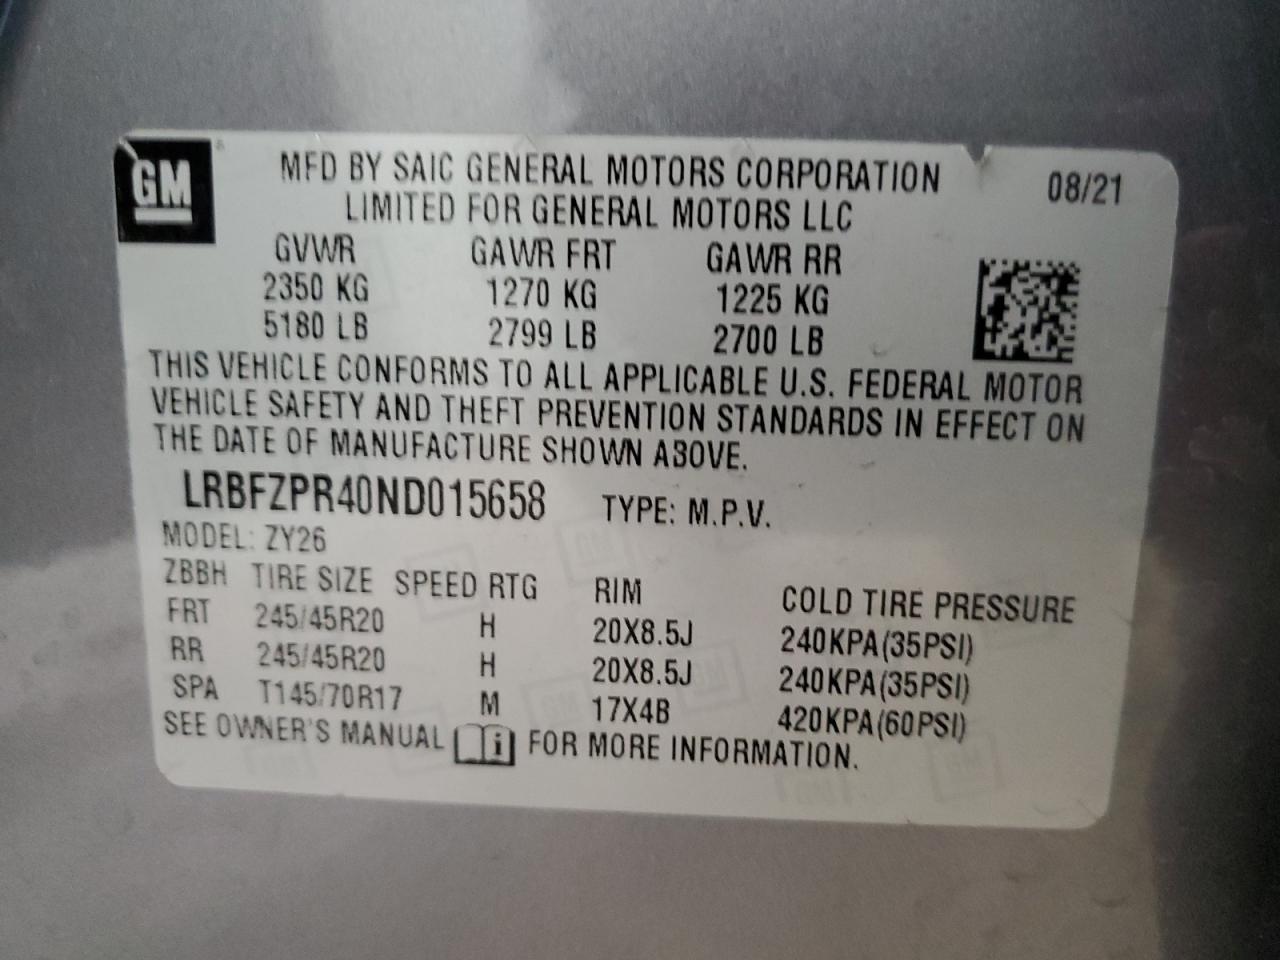 GM
MFD BY SAIC GENERAL MOTORS CORPORATION 08/21
LIMITED FOR GENERAL MOTORS LLC
GVWR GAWR FRT GAWR RR
2350 KG 1270 KG 1225 KG
5180 LB 2799 LB 2700 LB
THIS VEHICLE CONFORMS TO ALL APPLICABLE U.S. FEDERAL MOTOR
VEHICLE SAFETY AND THEFT PREVENTION STANDARDS IN EFFECT ON
THE DATE OF MANUFACTURE SHOWN ABOVE.
LRBFZPR40ND015658 TYPE: M.P.V.
MODEL: ZY26
ZBBH TIRE SIZE SPEED RTG RIM COLD TIRE PRESSURE
FRT 245/45R20 H 20X8.5J 240KPA(35PSI)
RR 245/45R20 H 20X8.5J 240KPA(35PSI)
SPA T145/70R17 M 17X4B 420KPA(60PSI)
SEE OWNER'S MANUAL i FOR MORE INFORMATION.